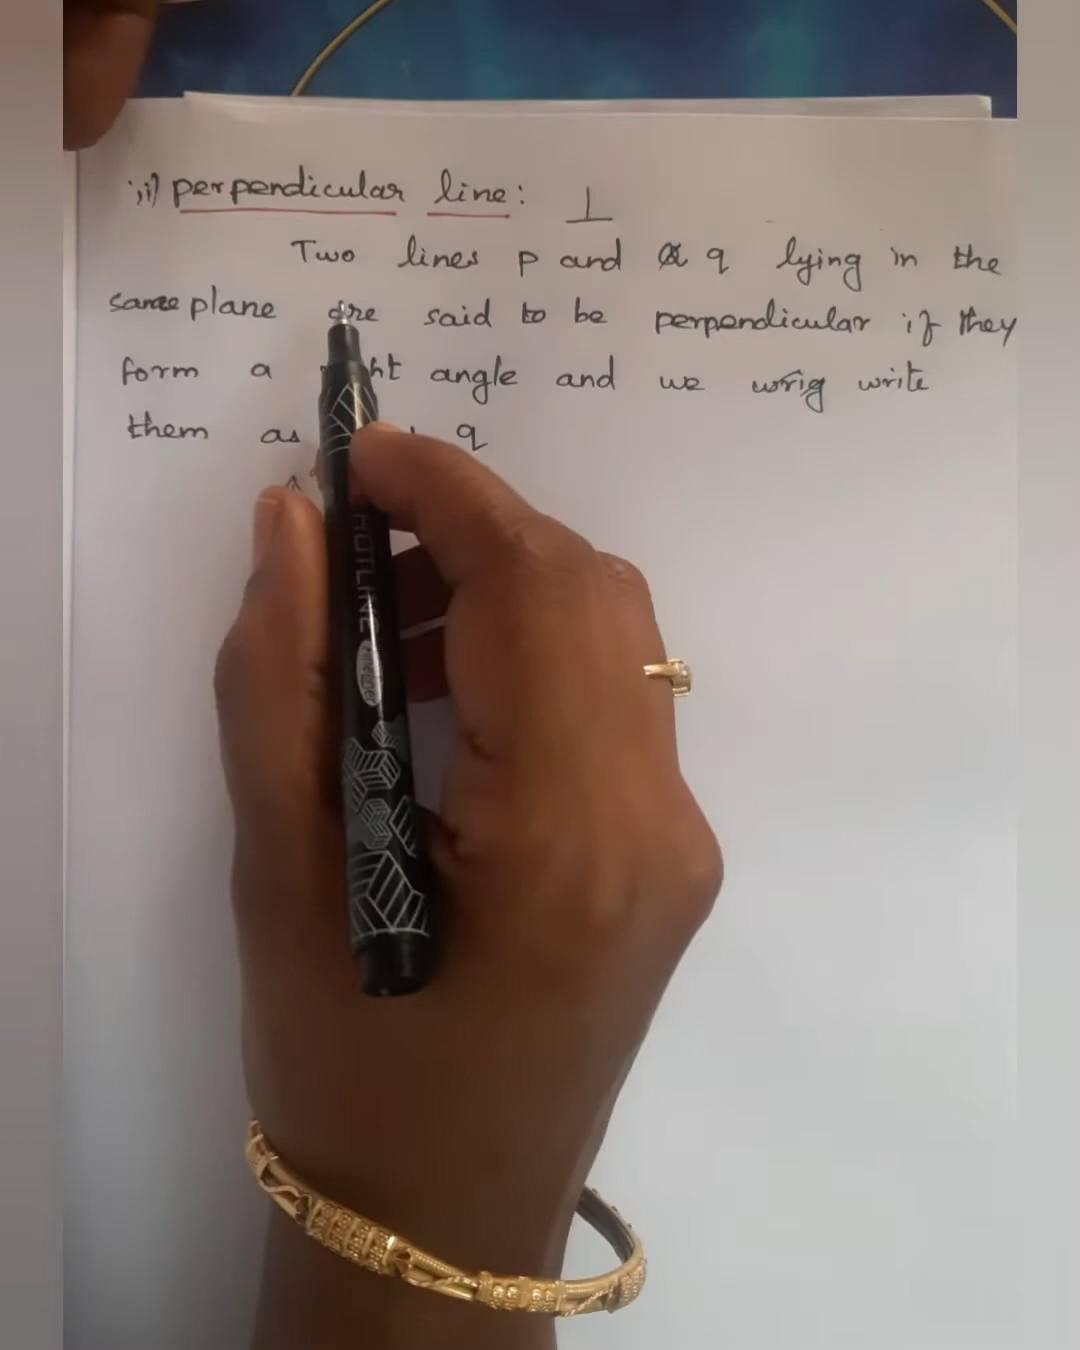 ii) perpendicular line: ⊥
Two lines p and q lying in the
same plane are said to be perpendicular if they
form a angle and we wrig write
them as q
HOTLINE